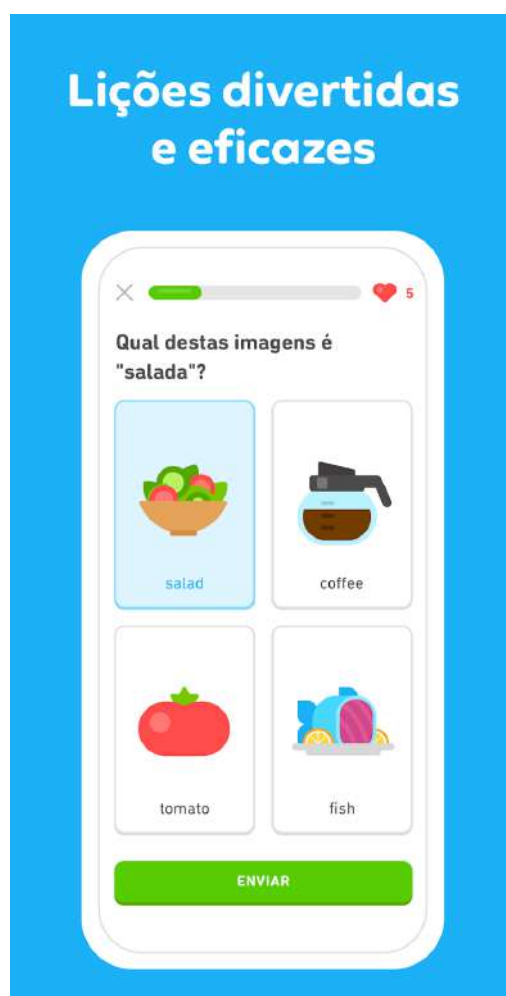 Lições divertidas
e eficazes
5
Qual destas imagens é
"salada"?
salad
coffee
tomato
fish
ENVIAR